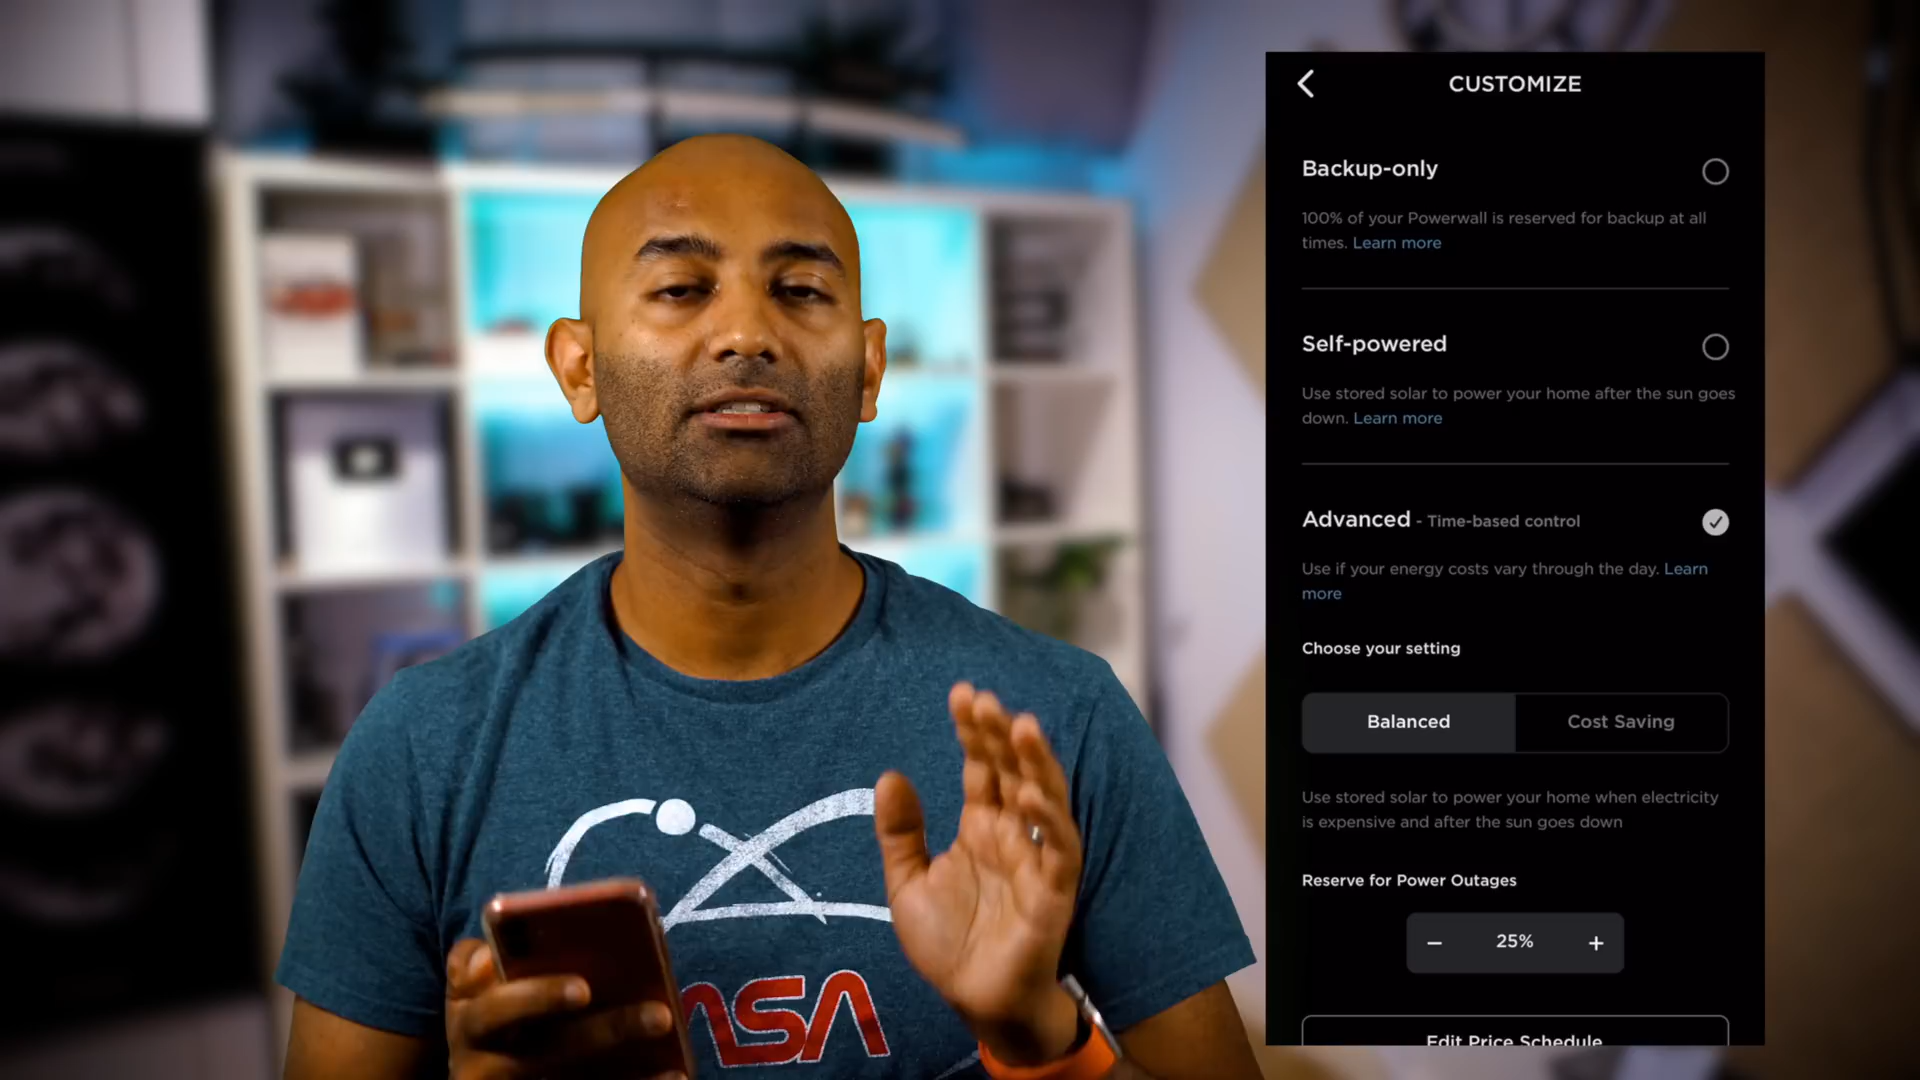 CUSTOMIZE
Backup-only
100% of your Powerwall is reserved for backup at all
times. Learn more
Self-powered
Use stored solar to power your home after the sun goes
down. Learn more
Advanced - Time-based control
Use if your energy costs vary through the day. Learn
more
Choose your setting
Balanced
Cost Saving
Use stored solar to power your home when electricity
is expensive and after the sun goes down
Reserve for Power Outages
− 25% +
Edit Price Schedule
NASA